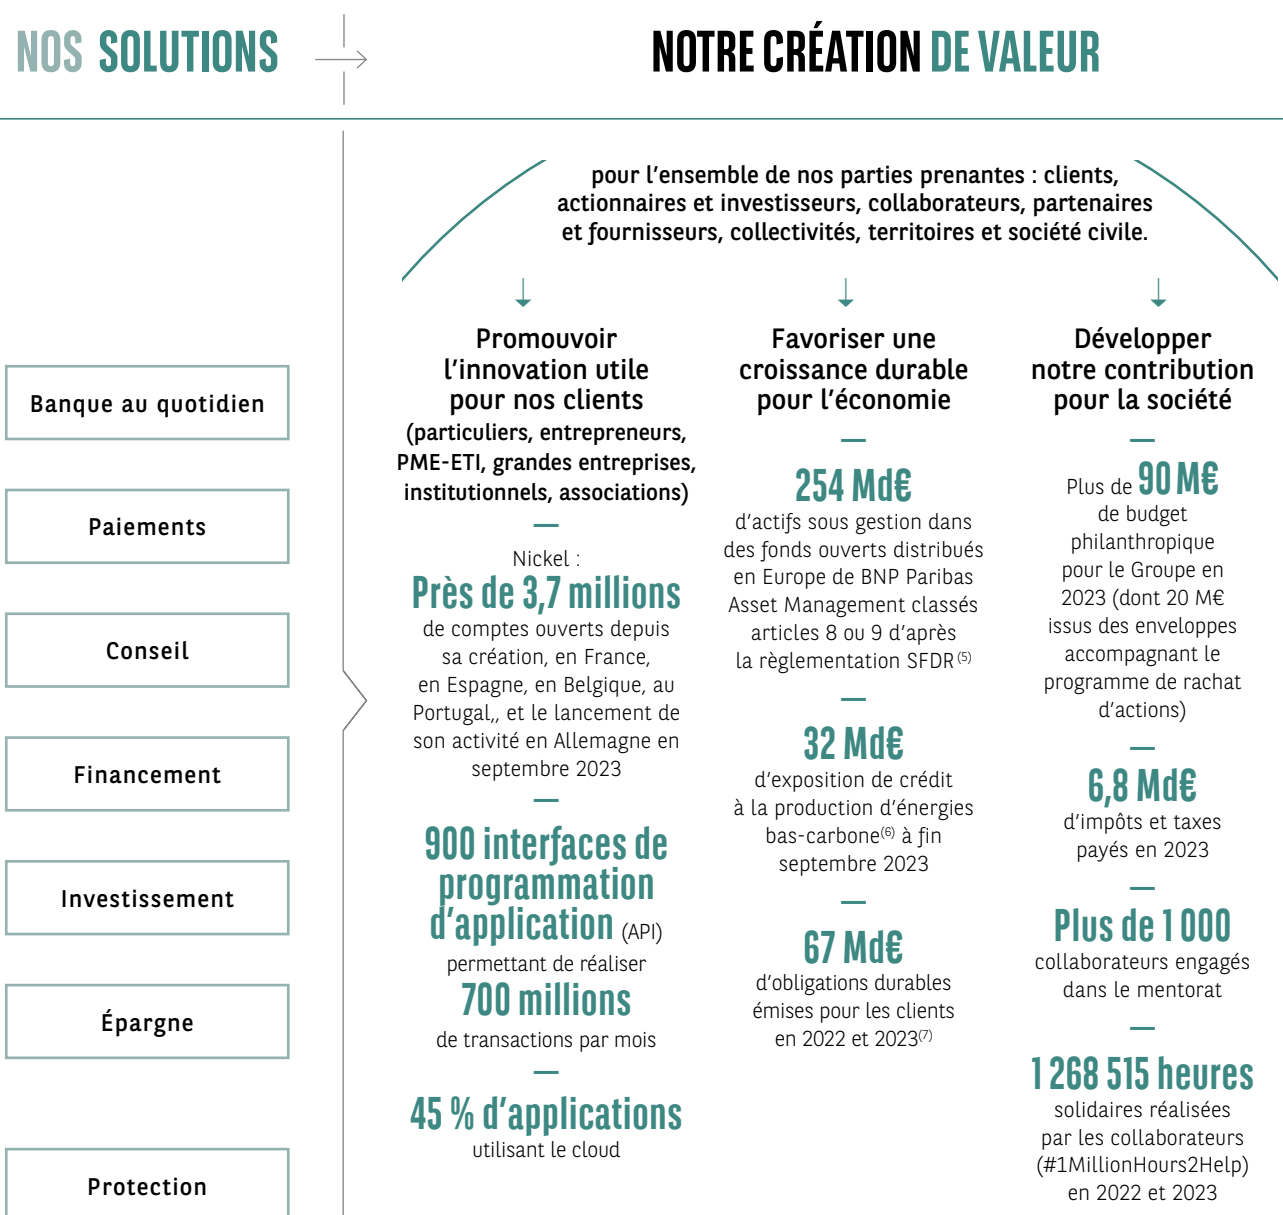 NOS SOLUTIONS
NOTRE CRÉATION DE VALEUR
Banque au quotidien
Paiements
Conseil
Financement
Investissement
Épargne
Protection
pour l'ensemble de nos parties prenantes : clients,
actionnaires et investisseurs, collaborateurs, partenaires
et fournisseurs, collectivités, territoires et société civile.
Promouvoir
l'innovation utile
pour nos clients
(particuliers, entrepreneurs,
PME-ETI, grandes entreprises,
institutionnels, associations)
Nickel :
Près de 3,7 millions
de comptes ouverts depuis
sa création, en France,
en Espagne, en Belgique, au
Portugal,, et le lancement de
son activité en Allemagne en
septembre 2023
900 interfaces de
programmation
d'application (API)
permettant de réaliser
700 millions
de transactions par mois
45 % d'applications
utilisant le cloud
Favoriser une
croissance durable
pour l'économie
254 Md€
d'actifs sous gestion dans
des fonds ouverts distribués
en Europe de BNP Paribas
Asset Management classés
articles 8 ou 9 d'après
la règlementation SFDR(5)
32 Md€
d'exposition de crédit
à la production d'énergies
bas-carbone(6) à fin
septembre 2023
67 Md€
d'obligations durables
émises pour les clients
en 2022 et 2023(7)
Développer
notre contribution
pour la société
Plus de 90 M€
de budget
philanthropique
pour le Groupe en
2023 (dont 20 M€
issus des enveloppes
accompagnant le
programme de rachat
d'actions)
6,8 Md€
d'impôts et taxes
payés en 2023
Plus de 1 000
collaborateurs engagés
dans le mentorat
1 268 515 heures
solidaires réalisées
par les collaborateurs
(#1MillionHours2Help)
en 2022 et 2023